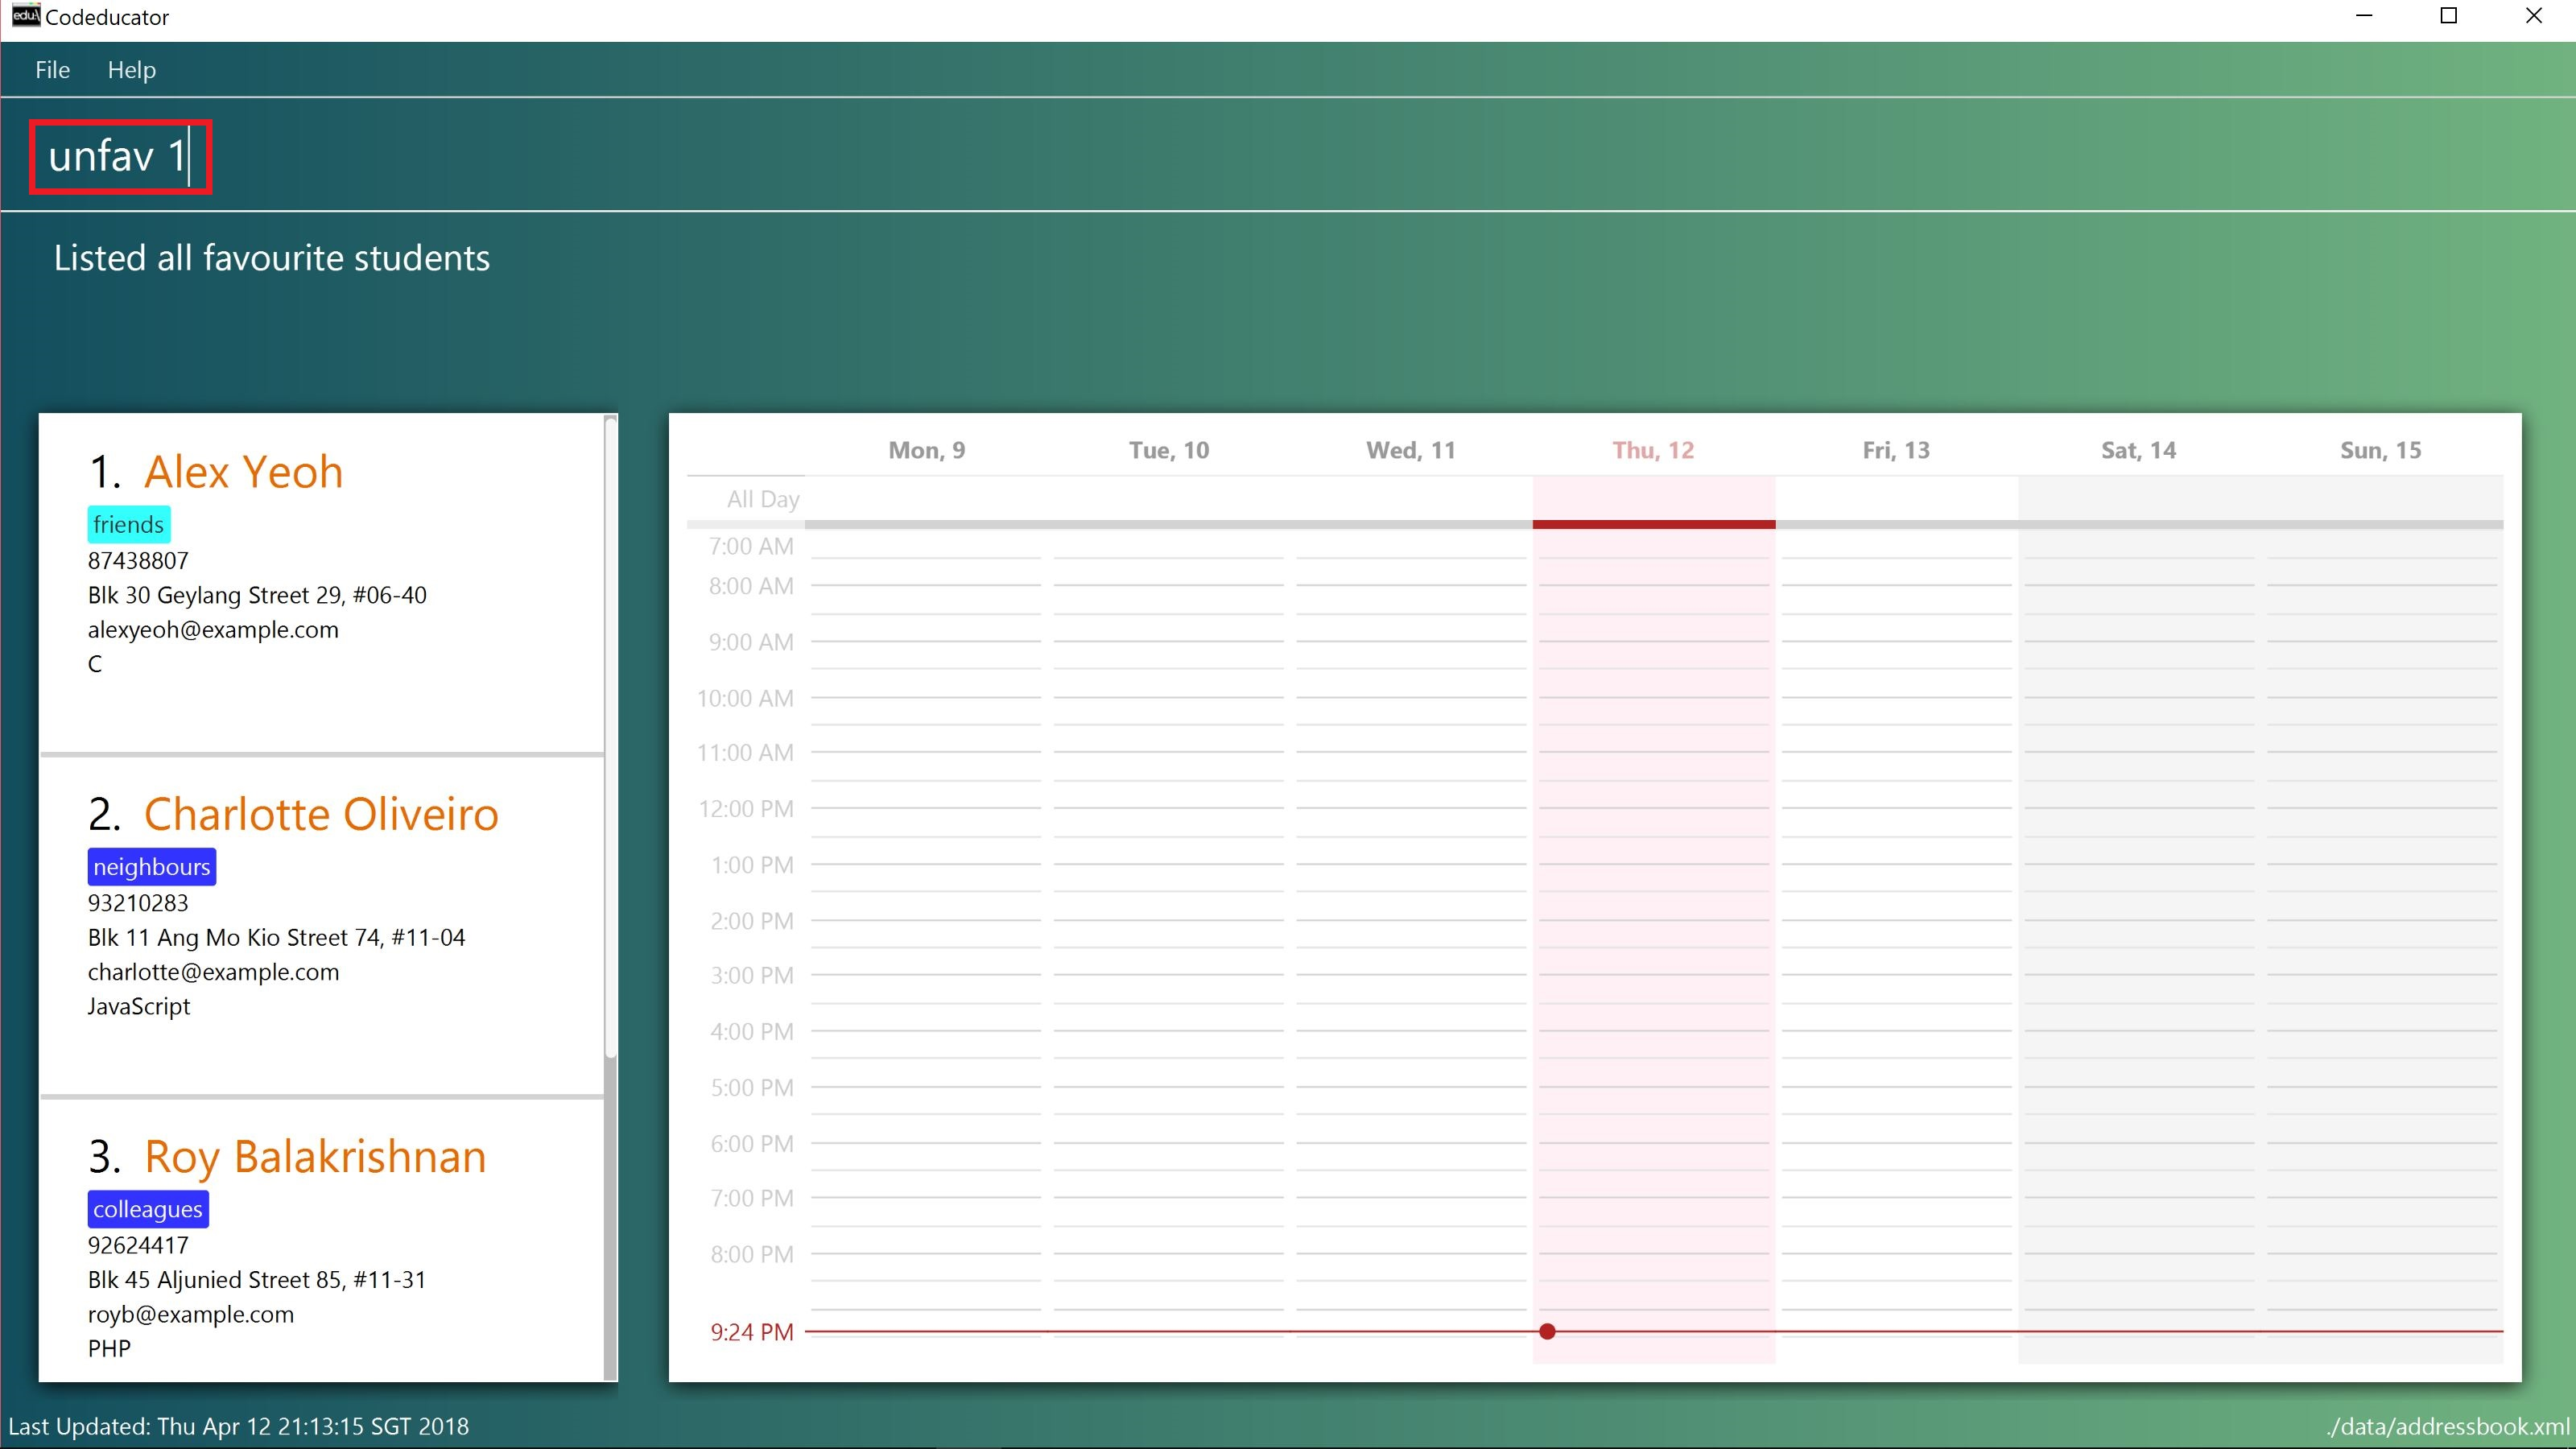 edu:\ Codeducator
File Help
unfav 1
Listed all favourite students
1. Alex Yeoh
friends
87438807
Blk 30 Geylang Street 29, #06-40
alexyeoh@example.com
C
2. Charlotte Oliveiro
neighbours
93210283
Blk 11 Ang Mo Kio Street 74, #11-04
charlotte@example.com
JavaScript
3. Roy Balakrishnan
colleagues
92624417
Blk 45 Aljunied Street 85, #11-31
royb@example.com
PHP
Mon, 9 Tue, 10 Wed, 11 Thu, 12 Fri, 13 Sat, 14 Sun, 15
All Day
7:00 AM
8:00 AM
9:00 AM
10:00 AM
11:00 AM
12:00 PM
1:00 PM
2:00 PM
3:00 PM
4:00 PM
5:00 PM
6:00 PM
7:00 PM
8:00 PM
9:24 PM
Last Updated: Thu Apr 12 21:13:15 SGT 2018
./data/addressbook.xml